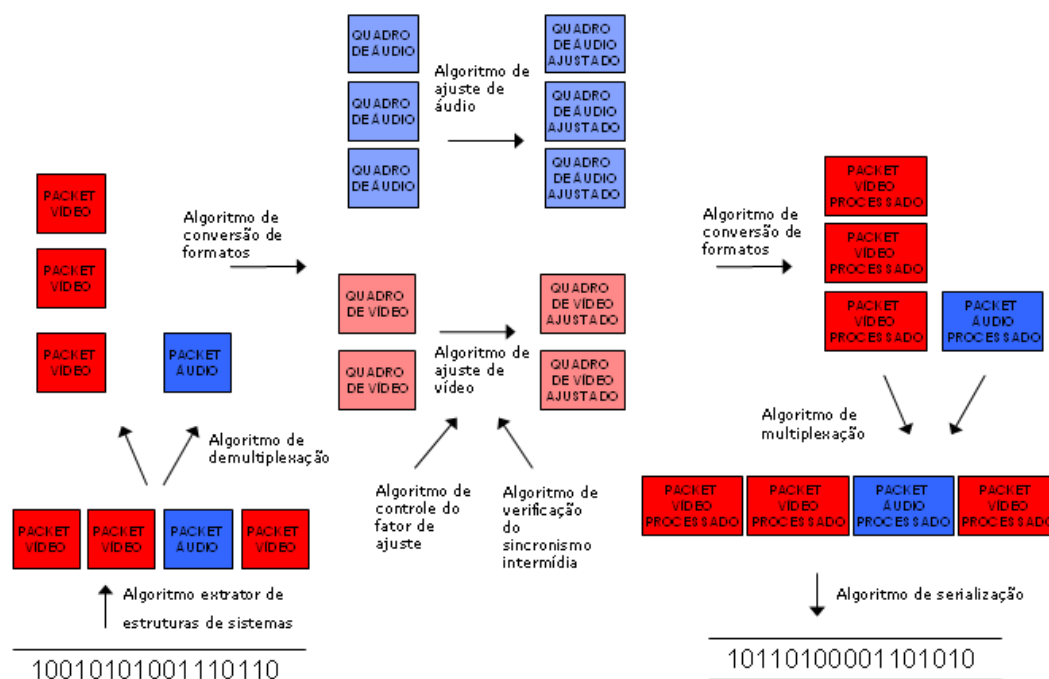 QUADRO
DE ÁUDIO
QUADRO
DE ÁUDIO
QUADRO
DE ÁUDIO
Algoritmo de
ajuste de
áudio
QUADRO
DE ÁUDIO
AJUSTADO
QUADRO
DE ÁUDIO
AJUSTADO
QUADRO
DE ÁUDIO
AJUSTADO
PACKET
VÍDEO
PACKET
VÍDEO
PACKET
VÍDEO
PACKET
ÁUDIO
Algoritmo de
conversão de
formatos
QUADRO
DE VÍDEO
QUADRO
DE VÍDEO
Algoritmo de
ajuste de
vídeo
QUADRO
DE VÍDEO
AJUSTADO
QUADRO
DE VÍDEO
AJUSTADO
Algoritmo de
conversão de
formatos
PACKET
VÍDEO
PROCESSADO
PACKET
VÍDEO
PROCESSADO
PACKET
VÍDEO
PROCESSADO
PACKET
ÁUDIO
PROCESSADO
Algoritmo de
demultiplexação
Algoritmo de
controle do
fator de
ajuste
Algoritmo de
verificação
do
sincronismo
intermídia
Algoritmo de
multiplexação
PACKET
VÍDEO
PACKET
VÍDEO
PACKET
ÁUDIO
PACKET
VÍDEO
PACKET
VÍDEO
PROCESSADO
PACKET
VÍDEO
PROCESSADO
PACKET
ÁUDIO
PROCESSADO
PACKET
VÍDEO
PROCESSADO
Algoritmo extrator de
estruturas de sistemas
Algoritmo de serialização
10010101001110110
10110100001101010